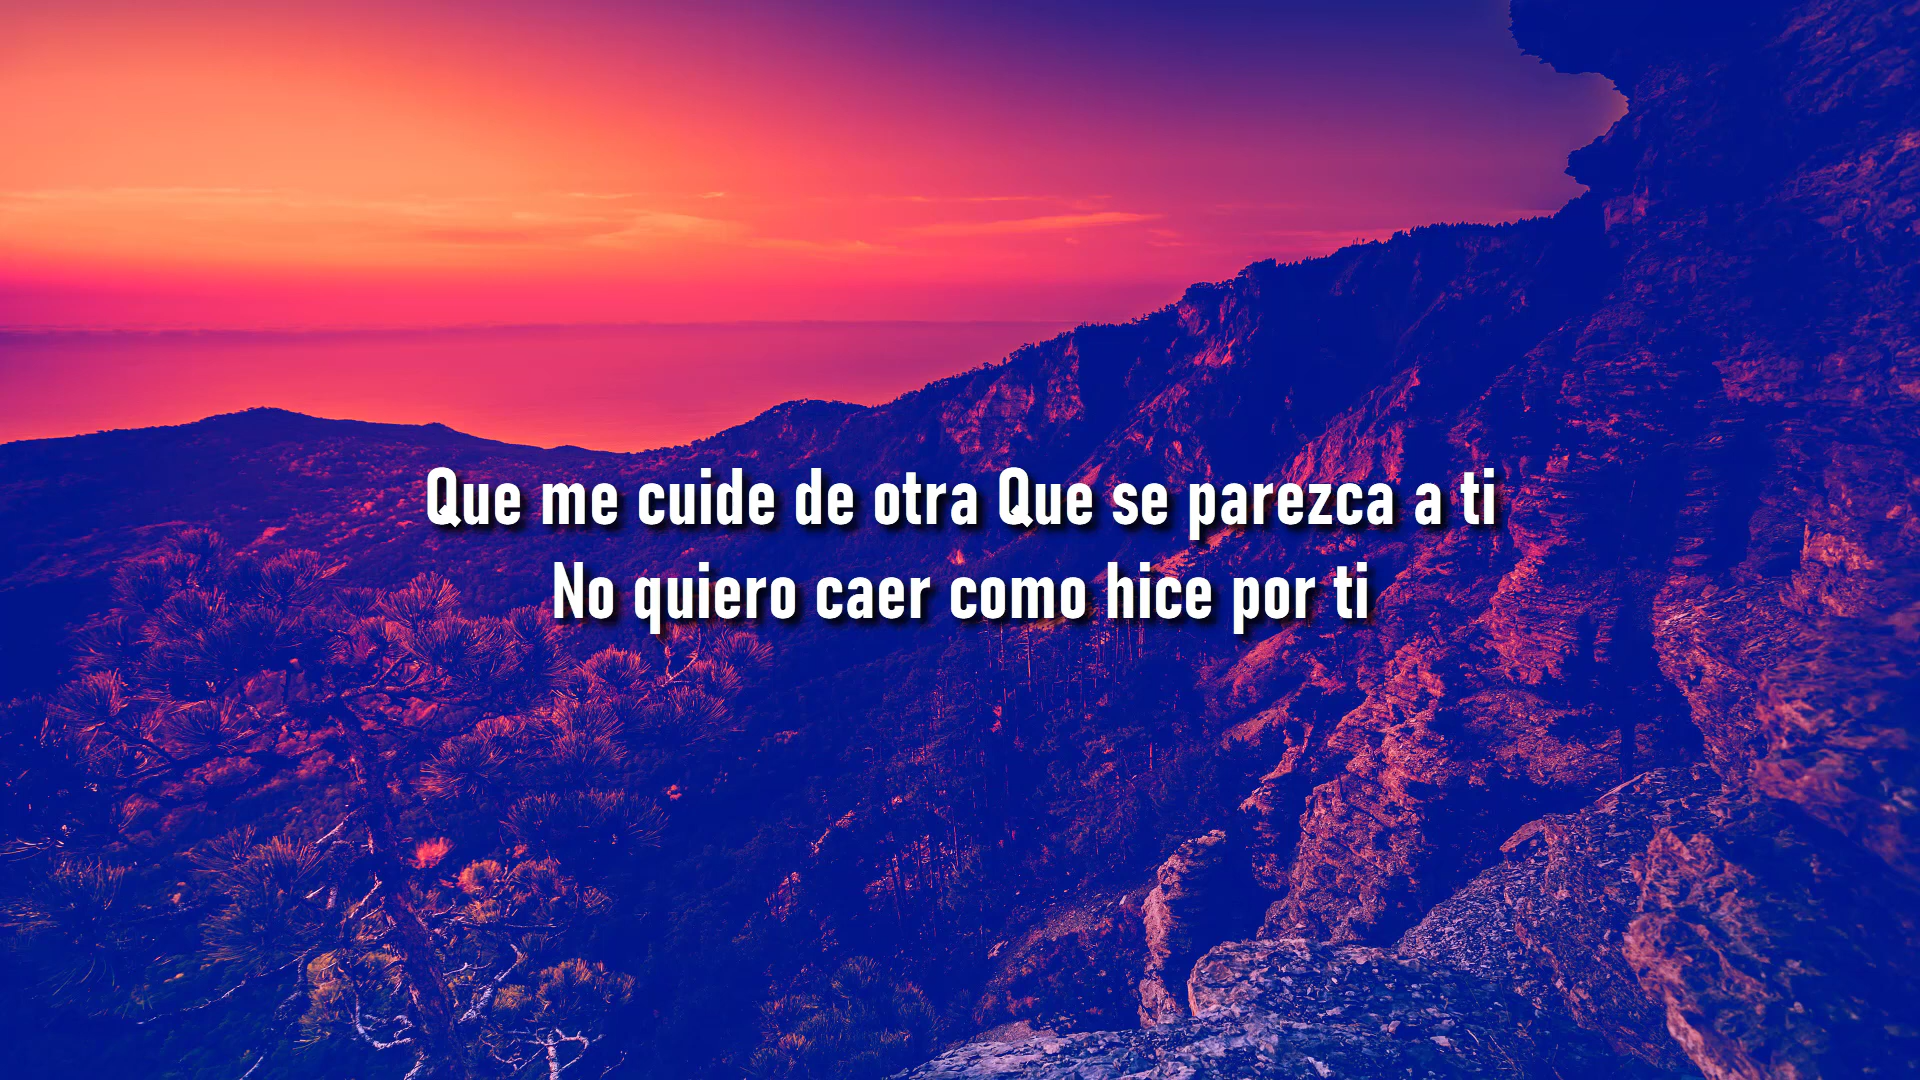 Que me cuide de otra Que se parezca a ti
No quiero caer como hice por ti